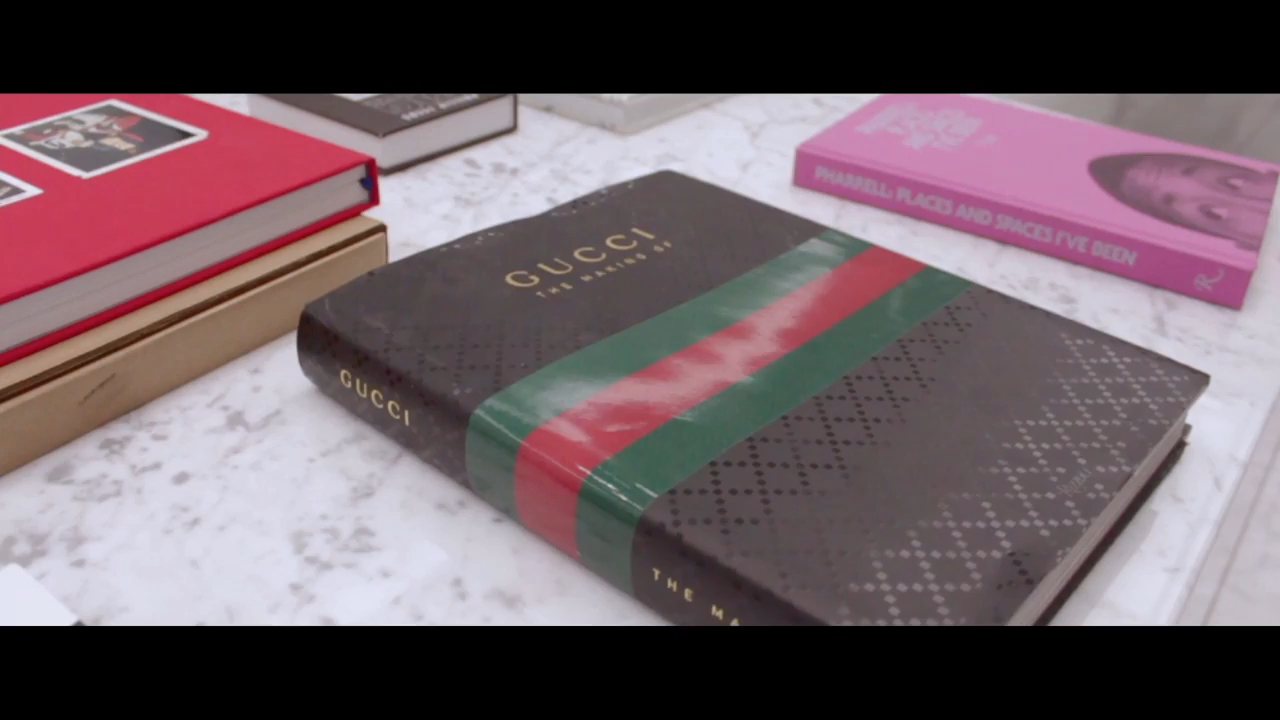 GUCCI
THE MAKING OF
GUCCI
THE MA
PHARRELL: PLACES AND SPACES I'VE BEEN